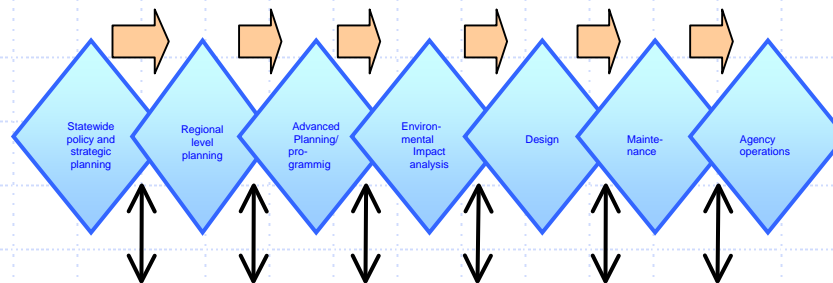 Statewide
policy and
strategic
planning
Regional
level
planning
Advanced
Planning/
pro-
grammig
Environ-
mental
Impact
analysis
Design
Mainte-
nance
Agency
operations